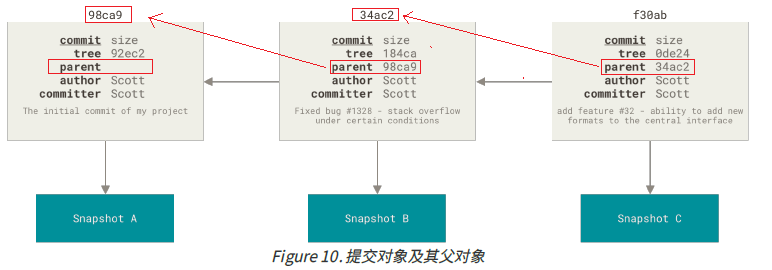 98ca9
commit size
tree 92ec2
parent
author Scott
committer Scott
The initial commit of my project
Snapshot A
34ac2
commit size
tree 184ca
parent 98ca9
author Scott
committer Scott
Fixed bug #1328 - stack overflow
under certain conditions
Snapshot B
f30ab
commit size
tree 0de24
parent 34ac2
author Scott
committer Scott
add feature #32 - ability to add new
formats to the central interface
Snapshot C
Figure 10. 提交对象及其父对象